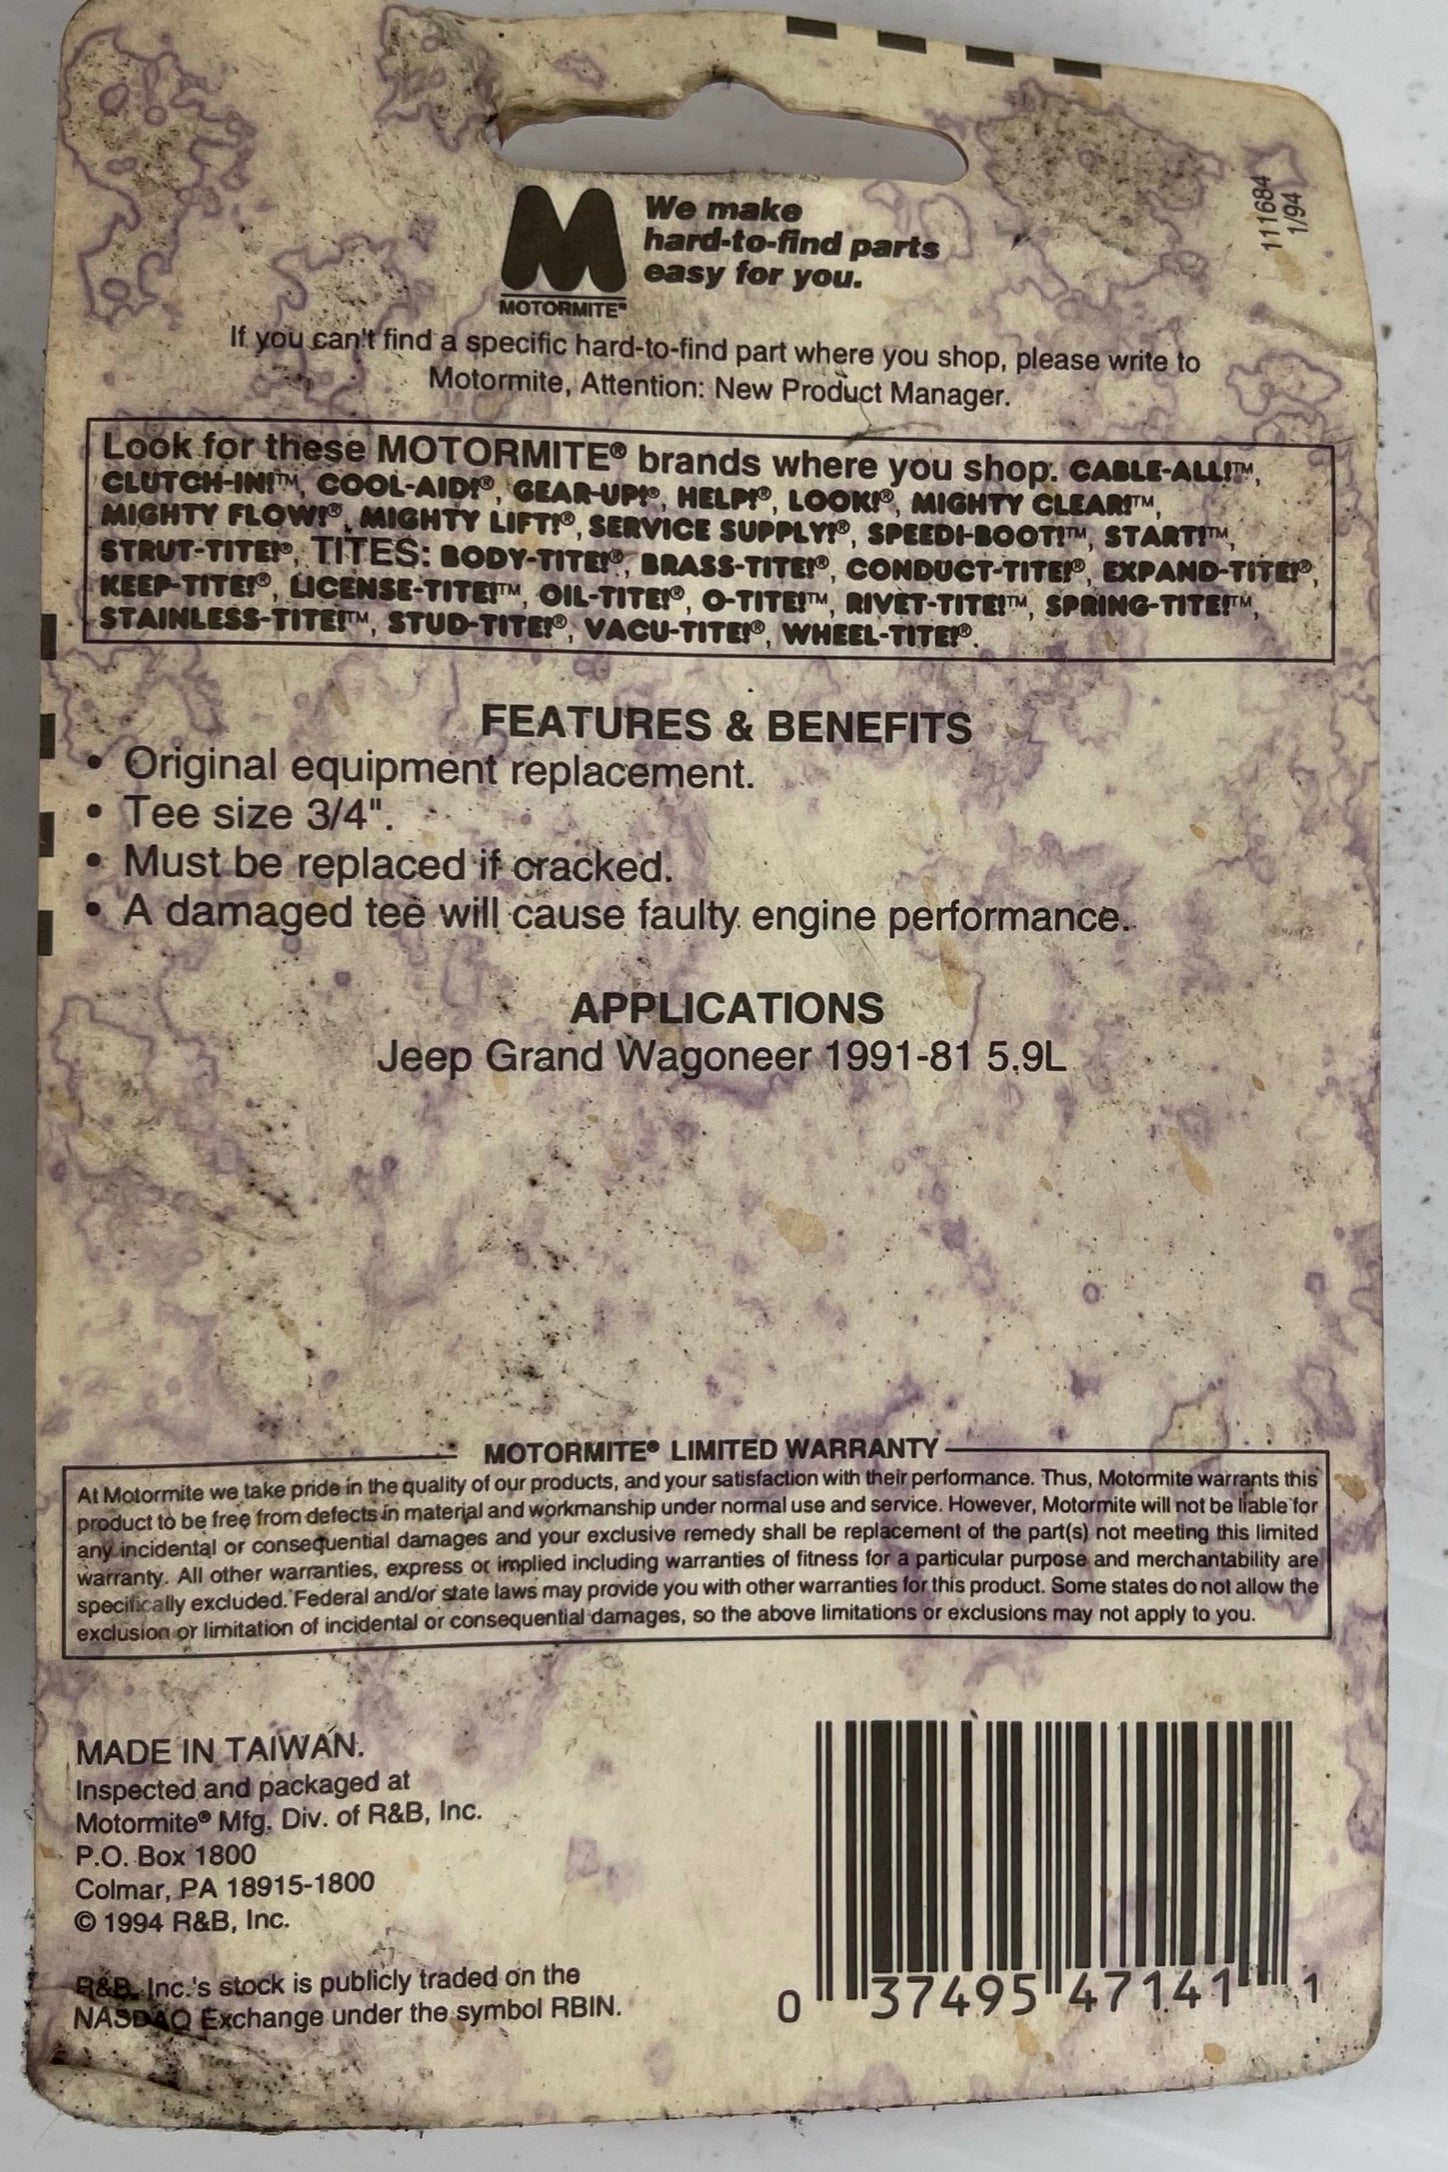 111684
1/94
We make
hard-to-find parts
easy for you.
MOTORMITE®
If you can't find a specific hard-to-find part where you shop, please write to
Motormite, Attention: New Product Manager.
Look for these MOTORMITE® brands where you shop. CABLE-ALL!™,
CLUTCH-IN!™, COOL-AID!®, GEAR-UP!®, HELP!®, LOOK!®, MIGHTY CLEAR!™,
MIGHTY FLOW!®, MIGHTY LIFT!®, SERVICE SUPPLY!®, SPEEDI-BOOT!™, START!™,
STRUT-TITE!®, TITES: BODY-TITE!®, BRASS-TITE!®, CONDUCT-TITE!®, EXPAND-TITE!®,
KEEP-TITE!®, LICENSE-TITE!™, OIL-TITE!®, O-TITE!™, RIVET-TITE!™, SPRING-TITE!™,
STAINLESS-TITE!™, STUD-TITE!®, VACU-TITE!®, WHEEL-TITE!®.
FEATURES & BENEFITS
• Original equipment replacement.
• Tee size 3/4".
• Must be replaced if cracked.
• A damaged tee will cause faulty engine performance.
APPLICATIONS
Jeep Grand Wagoneer 1991-81 5.9L
MOTORMITE® LIMITED WARRANTY
At Motormite we take pride in the quality of our products, and your satisfaction with their performance. Thus, Motormite warrants this
product to be free from defects in material and workmanship under normal use and service. However, Motormite will not be liable for
any incidental or consequential damages and your exclusive remedy shall be replacement of the part(s) not meeting this limited
warranty. All other warranties, express or implied including warranties of fitness for a particular purpose and merchantability are
specifically excluded. Federal and/or state laws may provide you with other warranties for this product. Some states do not allow the
exclusion or limitation of incidental or consequential damages, so the above limitations or exclusions may not apply to you.
MADE IN TAIWAN.
Inspected and packaged at
Motormite® Mfg. Div. of R&B, Inc.
P.O. Box 1800
Colmar, PA 18915-1800
© 1994 R&B, Inc.
R&B, Inc.'s stock is publicly traded on the
NASDAQ Exchange under the symbol RBIN.
0 37495 47141 1